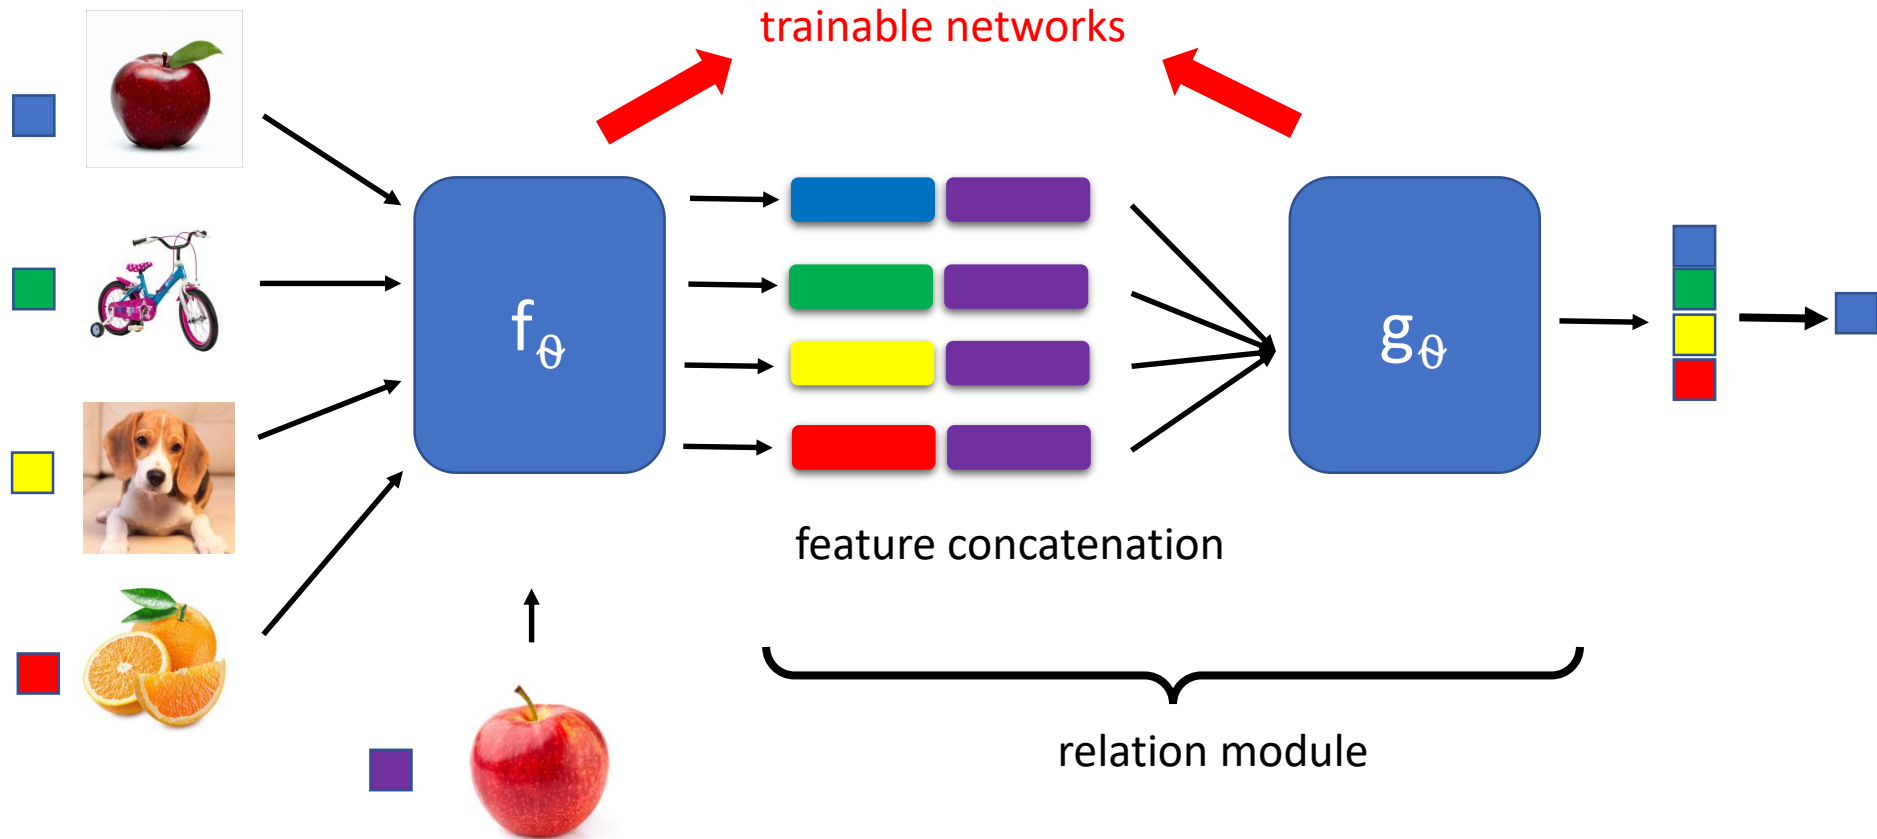 trainable networks
fϑ
gϑ
feature concatenation
relation module